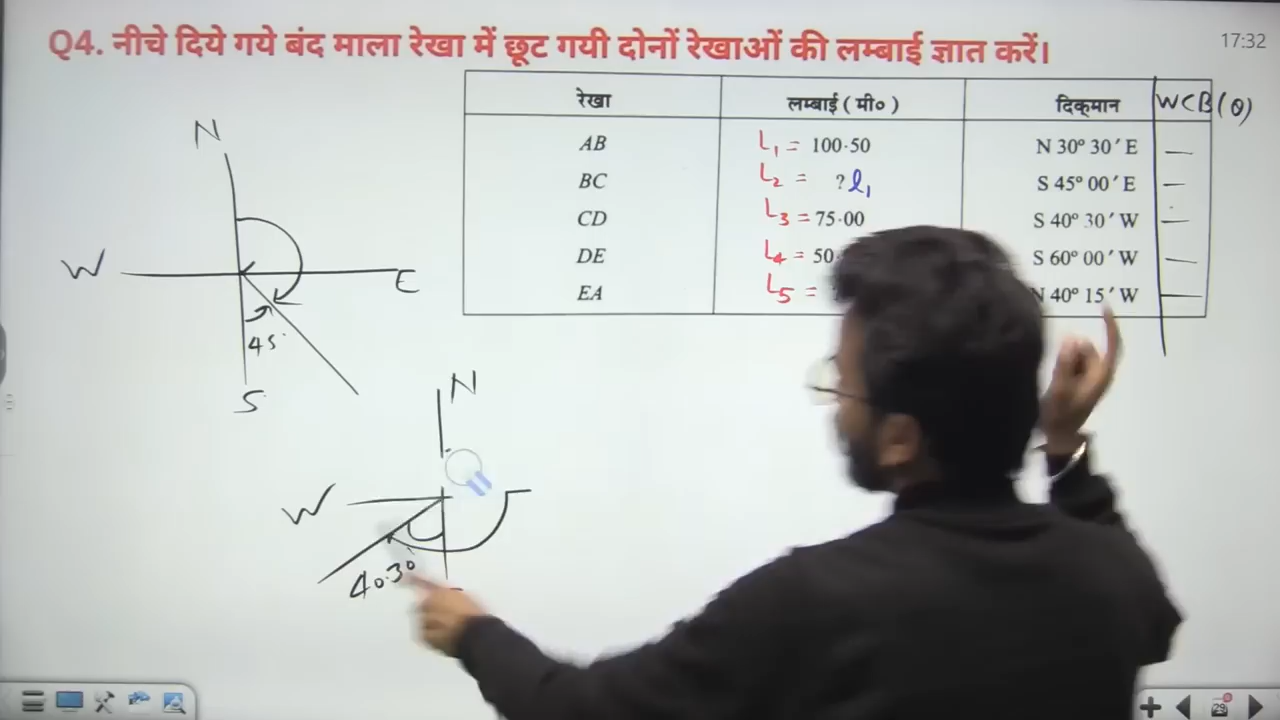 Q4. नीचे दिये गये बंद माला रेखा में छूट गयी दोनों रेखाओं की लम्बाई ज्ञात करें।
17:32
रेखा लम्बाई ( मी० ) दिक्मान WCB(θ)
AB L₁ = 100·50 N 30° 30′ E —
BC L₂ = ? l₁ S 45° 00′ E —
CD L₃ = 75·00 S 40° 30′ W —
DE L₄ = 50 S 60° 00′ W —
EA L₅ = N 40° 15′ W —
N
W E
45°
S
N
W
40·30'
29